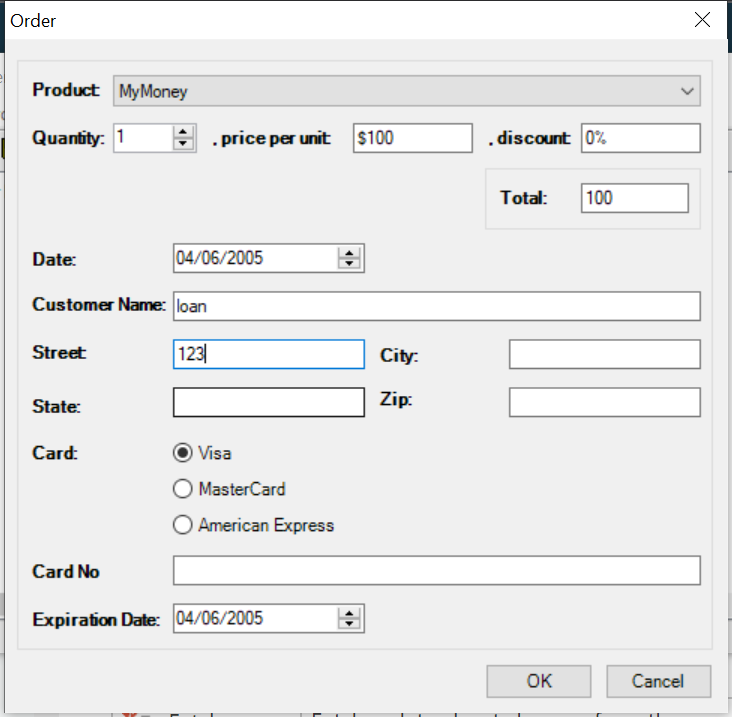 Order
Product: MyMoney
Quantity: 1 , price per unit: $100 , discount: 0%
Total: 100
Date: 04/06/2005
Customer Name: loan
Street: 123 City:
State: Zip:
Card: Visa
MasterCard
American Express
Card No
Expiration Date: 04/06/2005
OK Cancel